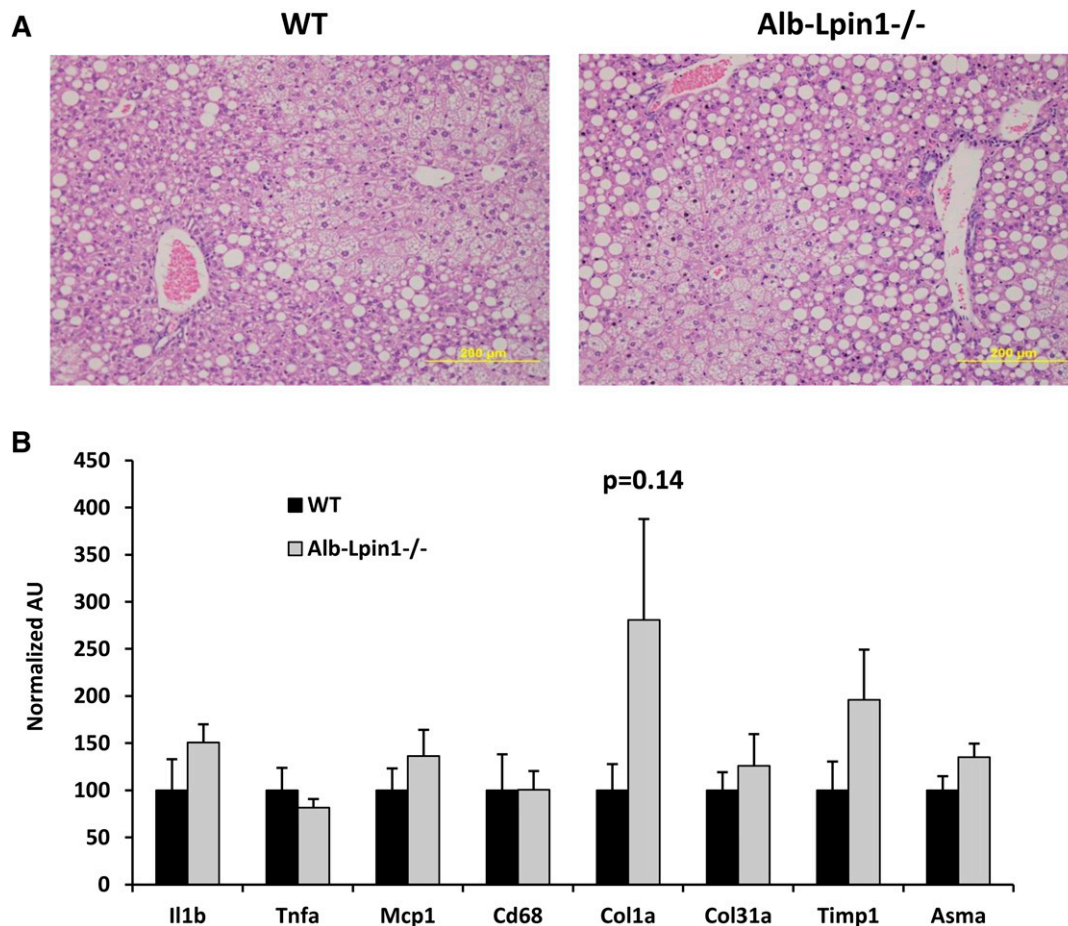 A
WT
Alb-Lpin1-/-
200 µm
200 µm
B
450
400
350
300
250
200
150
100
50
0
Normalized AU
WT
Alb-Lpin1-/-
p=0.14
Il1b Tnfa Mcp1 Cd68 Col1a Col31a Timp1 Asma